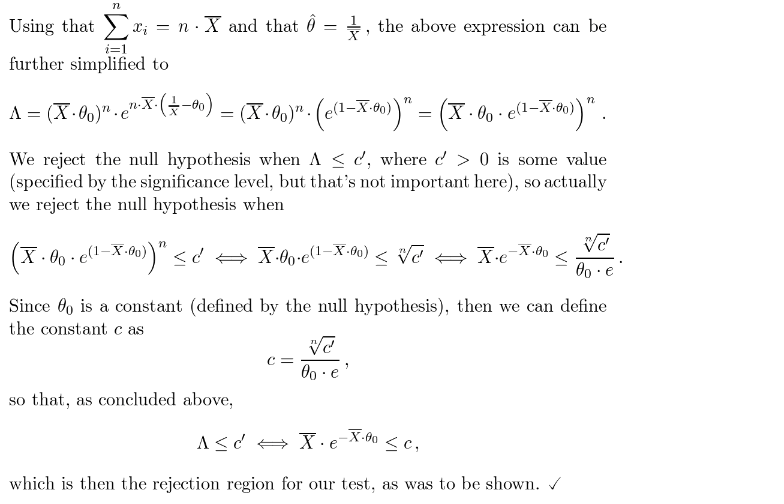 Using that $\sum_{i=1}^{n} x_i = n \cdot \overline{X}$ and that $\hat{\theta} = \frac{1}{\overline{X}}$, the above expression can be
further simplified to
$\Lambda = (\overline{X} \cdot \theta_0)^n \cdot e^{n \cdot \overline{X} \cdot \left(\frac{1}{\overline{X}} - \theta_0\right)} = (\overline{X} \cdot \theta_0)^n \cdot \left(e^{(1 - \overline{X} \cdot \theta_0)}\right)^n = \left(\overline{X} \cdot \theta_0 \cdot e^{(1 - \overline{X} \cdot \theta_0)}\right)^n.$
We reject the null hypothesis when $\Lambda \leq c'$, where $c' > 0$ is some value
(specified by the significance level, but that's not important here), so actually
we reject the null hypothesis when
$\left(\overline{X} \cdot \theta_0 \cdot e^{(1 - \overline{X} \cdot \theta_0)}\right)^n \leq c' \iff \overline{X} \cdot \theta_0 \cdot e^{(1 - \overline{X} \cdot \theta_0)} \leq \sqrt[n]{c'} \iff \overline{X} \cdot e^{-\overline{X} \cdot \theta_0} \leq \frac{\sqrt[n]{c'}}{\theta_0 \cdot e}.$
Since $\theta_0$ is a constant (defined by the null hypothesis), then we can define
the constant $c$ as
$c = \frac{\sqrt[n]{c'}}{\theta_0 \cdot e},$
so that, as concluded above,
$\Lambda \leq c' \iff \overline{X} \cdot e^{-\overline{X} \cdot \theta_0} \leq c,$
which is then the rejection region for our test, as was to be shown. ✓